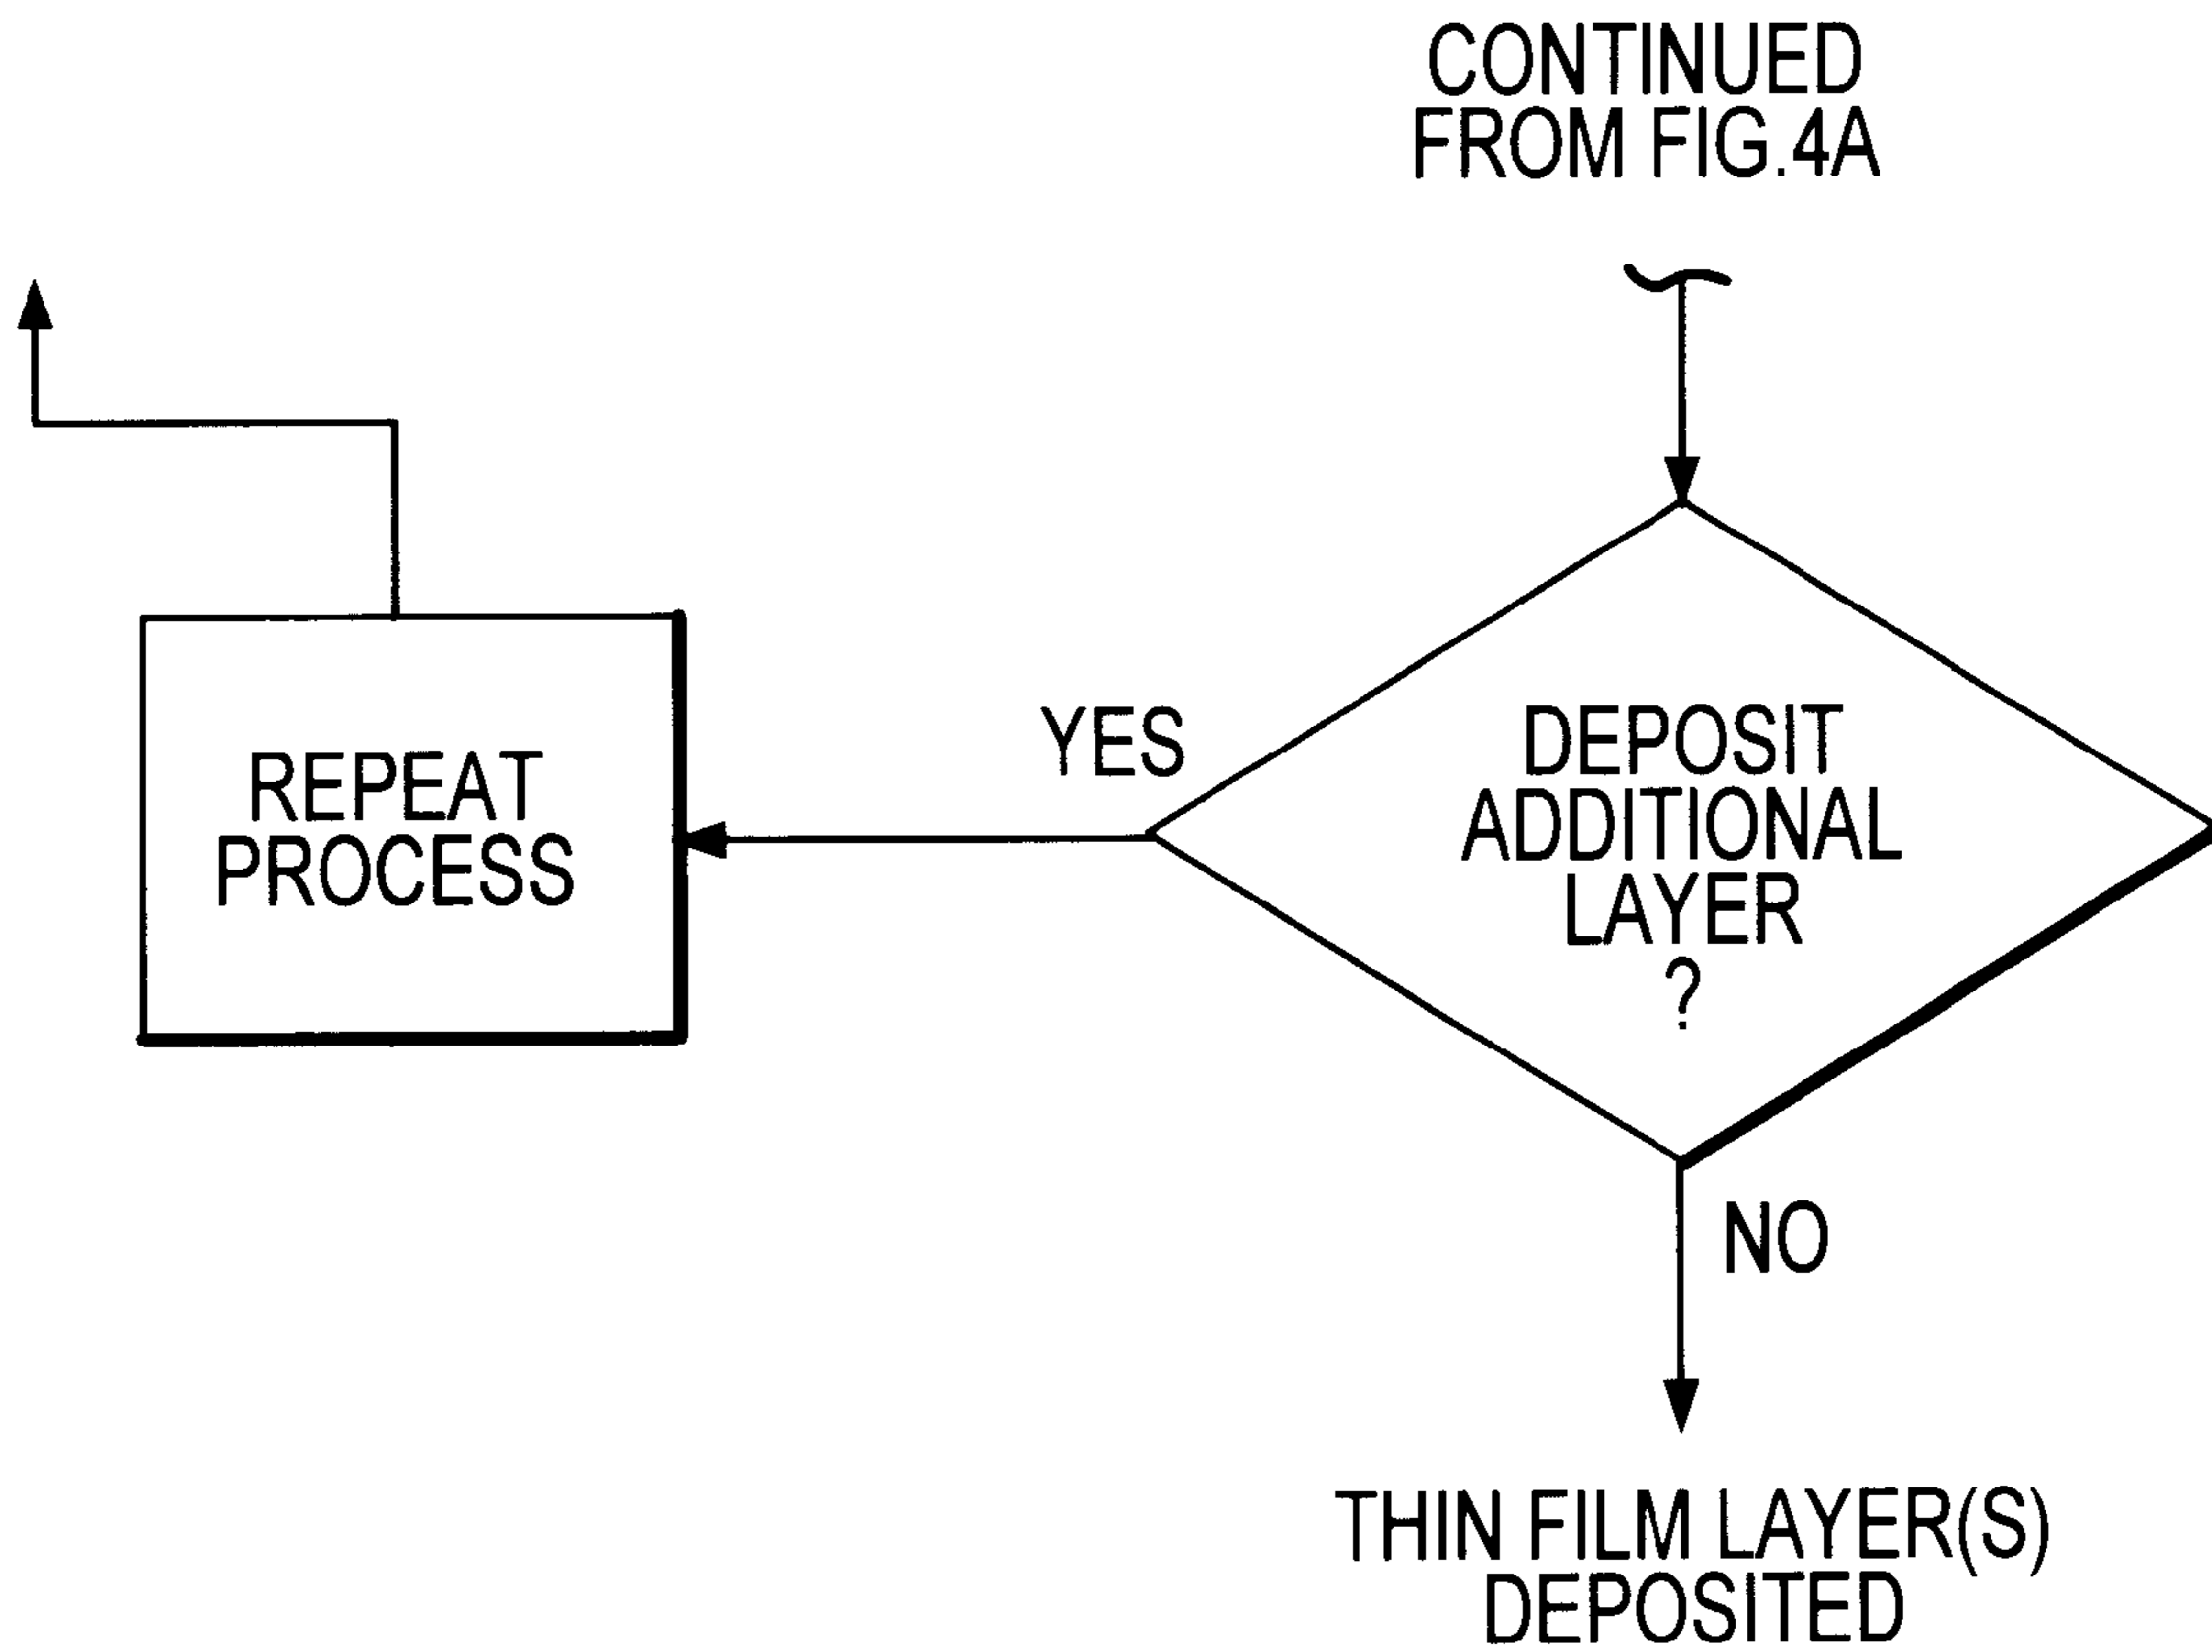 CONTINUED
FROM FIG.4A
YES
DEPOSIT
ADDITIONAL
LAYER
?
REPEAT
PROCESS
NO
THIN FILM LAYER(S)
DEPOSITED